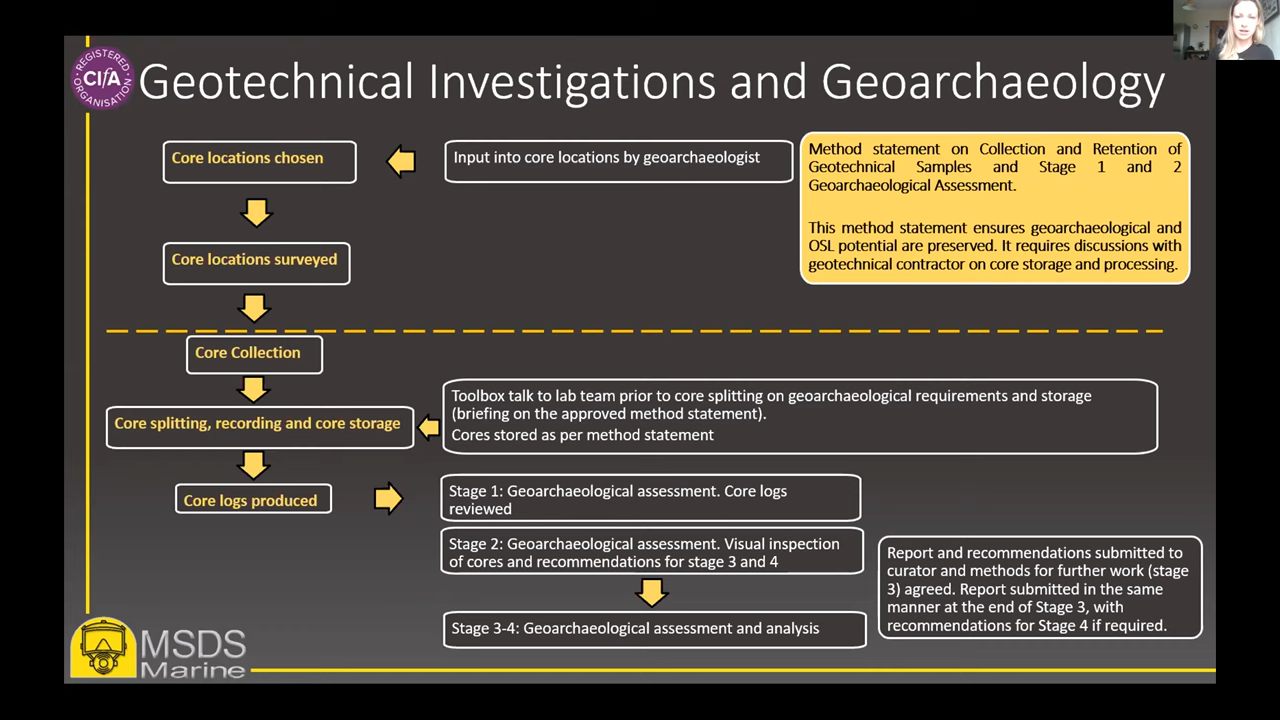 REGISTERED
CIfA
ORGANISATION
Geotechnical Investigations and Geoarchaeology
Core locations chosen
Input into core locations by geoarchaeologist
Method statement on Collection and Retention of
Geotechnical Samples and Stage 1 and 2
Geoarchaeological Assessment.
This method statement ensures geoarchaeological and
OSL potential are preserved. It requires discussions with
geotechnical contractor on core storage and processing.
Core locations surveyed
Core Collection
Core splitting, recording and core storage
Toolbox talk to lab team prior to core splitting on geoarchaeological requirements and storage
(briefing on the approved method statement).
Cores stored as per method statement
Core logs produced
Stage 1: Geoarchaeological assessment. Core logs
reviewed
Stage 2: Geoarchaeological assessment. Visual inspection
of cores and recommendations for stage 3 and 4
Stage 3-4: Geoarchaeological assessment and analysis
Report and recommendations submitted to
curator and methods for further work (stage
3) agreed. Report submitted in the same
manner at the end of Stage 3, with
recommendations for Stage 4 if required.
MSDS
Marine